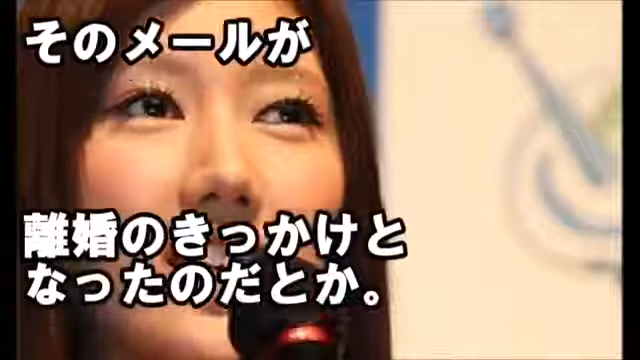 そのメールが
離婚のきっかけと
なったのだとか。